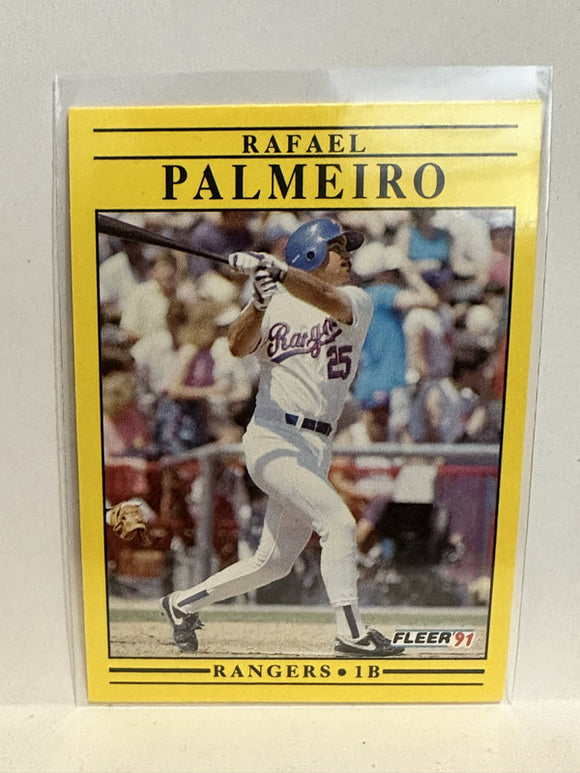 RAFAEL
PALMEIRO
Rangers
25
FLEER '91
RANGERS • 1B